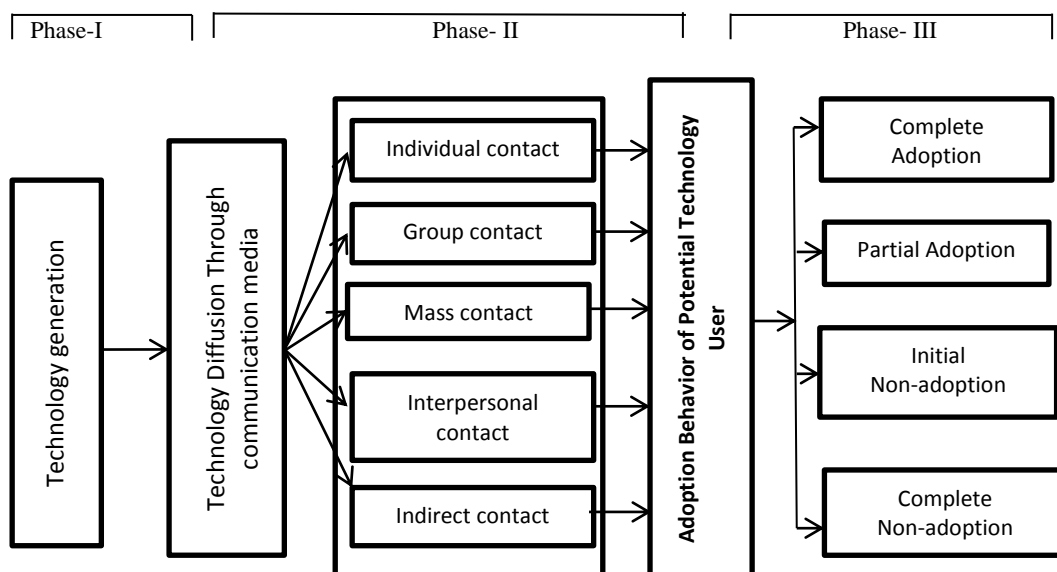 Phase-I
Phase- II
Phase- III
Technology generation
Technology Diffusion Through
communication media
Individual contact
Group contact
Mass contact
Interpersonal
contact
Indirect contact
Adoption Behavior of Potential Technology
User
Complete
Adoption
Partial Adoption
Initial
Non-adoption
Complete
Non-adoption